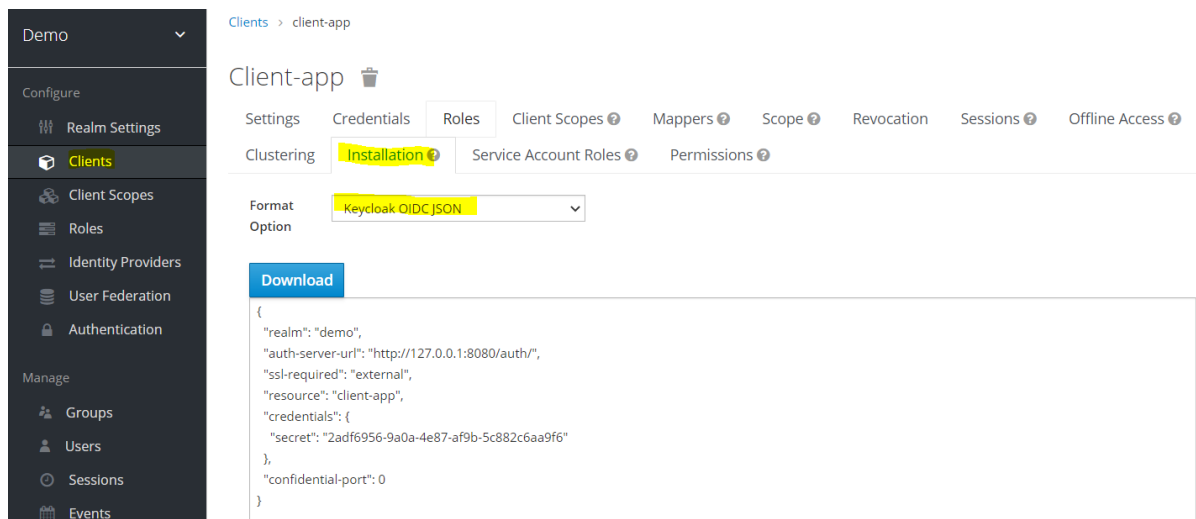 Demo
Clients > client-app
Client-app
Configure
Realm Settings
Clients
Client Scopes
Roles
Identity Providers
User Federation
Authentication
Manage
Groups
Users
Sessions
Events
Settings Credentials Roles Client Scopes Mappers Scope Revocation Sessions Offline Access
Clustering Installation Service Account Roles Permissions
Format
Option
Keycloak OIDC JSON
Download
{
"realm": "demo",
"auth-server-url": "http://127.0.0.1:8080/auth/",
"ssl-required": "external",
"resource": "client-app",
"credentials": {
"secret": "2adf6956-9a0a-4e87-af9b-5c882c6aa9f6"
},
"confidential-port": 0
}